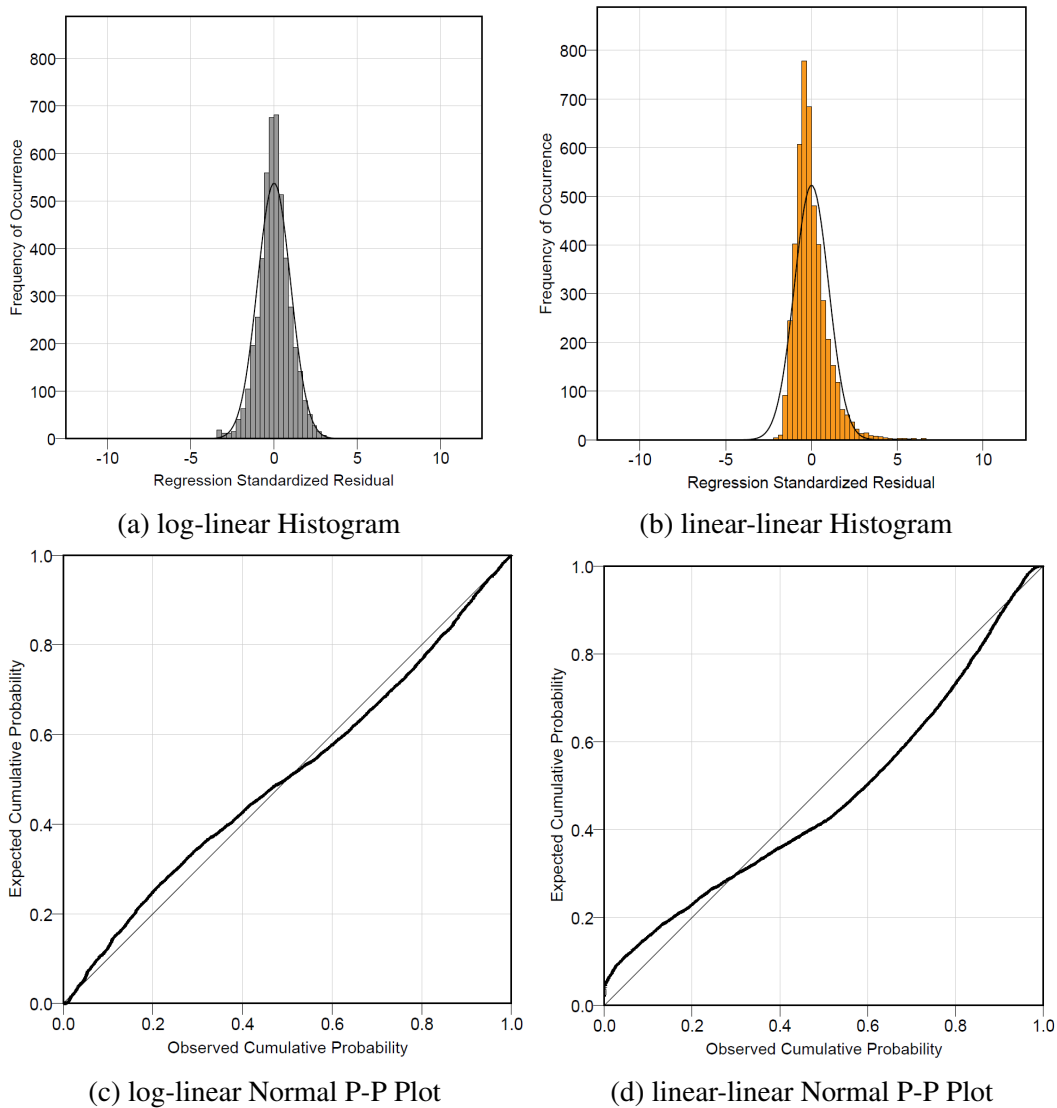 800
700
600
500
400
300
200
100
0
Frequency of Occurrence
-10 -5 0 5 10
Regression Standardized Residual
(a) log-linear Histogram
800
700
600
500
400
300
200
100
0
Frequency of Occurrence
-10 -5 0 5 10
Regression Standardized Residual
(b) linear-linear Histogram
1.0
0.8
0.6
0.4
0.2
0.0
Expected Cumulative Probability
0.0 0.2 0.4 0.6 0.8 1.0
Observed Cumulative Probability
(c) log-linear Normal P-P Plot
1.0
0.8
0.6
0.4
0.2
0.0
Expected Cumulative Probability
0.0 0.2 0.4 0.6 0.8 1.0
Observed Cumulative Probability
(d) linear-linear Normal P-P Plot